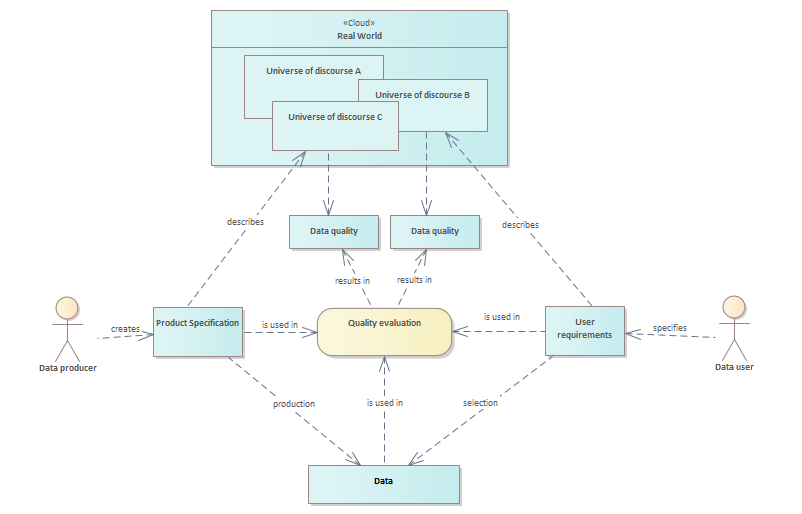 «Cloud»
Real World
Universe of discourse A
Universe of discourse B
Universe of discourse C
describes
describes
Data quality
Data quality
results in
results in
creates
Product Specification
is used in
Quality evaluation
is used in
User
requirements
specifies
Data producer
Data user
production
is used in
selection
Data